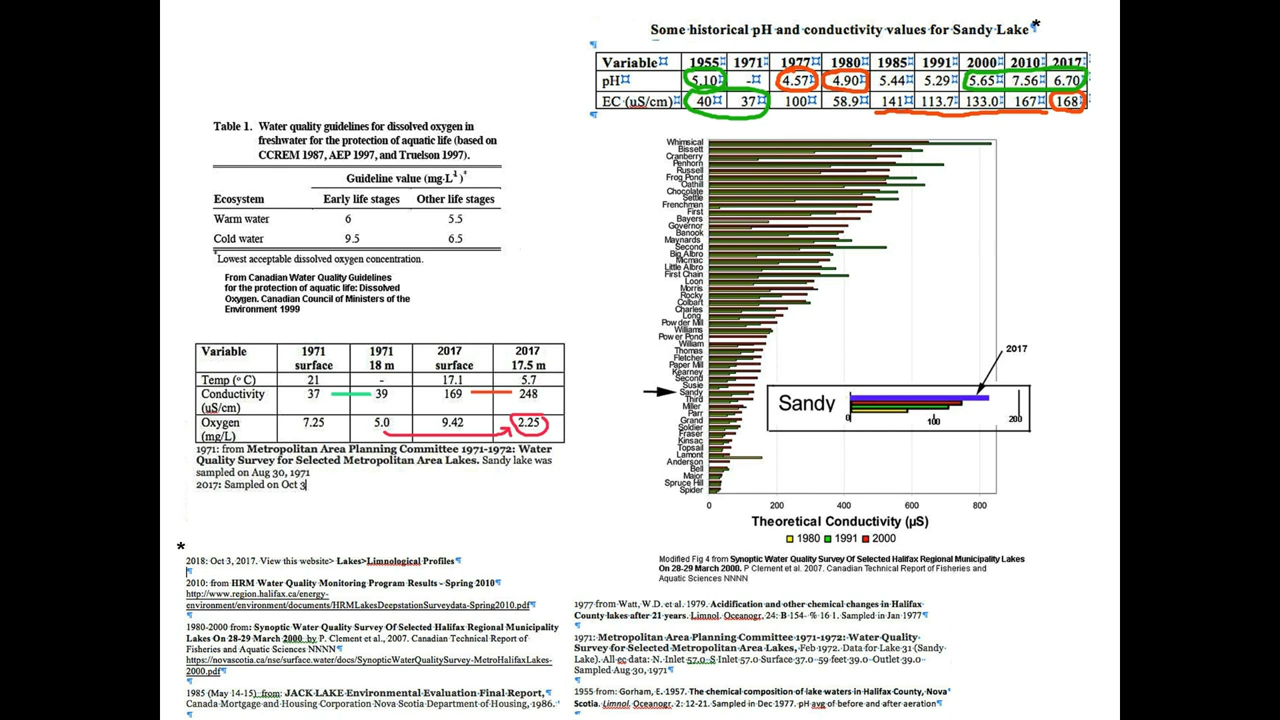 Some historical pH and conductivity values for Sandy Lake*
Variable 1955 1971 1977 1980 1985 1991 2000 2010 2017
pH 5.10 - 4.57 4.90 5.44 5.29 5.65 7.56 6.70
EC (uS/cm) 40 37 100 58.9 141 113.7 133.0 167 168
Table 1. Water quality guidelines for dissolved oxygen in
freshwater for the protection of aquatic life (based on
CCREM 1987, AEP 1997, and Truelson 1997).
Guideline value (mg·L-1)*
Ecosystem Early life stages Other life stages
Warm water 6 5.5
Cold water 9.5 6.5
*Lowest acceptable dissolved oxygen concentration.
From Canadian Water Quality Guidelines
for the protection of aquatic life: Dissolved
Oxygen. Canadian Council of Ministers of the
Environment 1999
Variable 1971 1971 2017 2017
surface 18 m surface 17.5 m
Temp (° C) 21 - 17.1 5.7
Conductivity 37 39 169 248
(uS/cm)
Oxygen 7.25 5.0 9.42 2.25
(mg/L)
1971: from Metropolitan Area Planning Committee 1971-1972: Water
Quality Survey for Selected Metropolitan Area Lakes. Sandy lake was
sampled on Aug 30, 1971
2017: Sampled on Oct 3
Whimsical
Bissett
Cranberry
Penhorn
Russell
Frog Pond
Oathill
Chocolate
Settle
Frenchman
First
Bayers
Governor
Banook
Maynards
Second
Big Albro
Micmac
Little Albro
First Chain
Loon
Morris
Rocky
Colbart
Charles
Long
Powder Mill
Williams
Power Pond
William
Thomas
Fletcher
Paper Mill
Kearney
Second
Susie
Sandy
Third
Miller
Parr
Grand
Soldier
Fraser
Kinsac
Topsail
Lamont
Anderson
Bell
Major
Spruce Hill
Spider
0 200 400 600 800
Theoretical Conductivity (µS)
1980 1991 2000
2017
Sandy
0 100 200
Modified Fig 4 from Synoptic Water Quality Survey Of Selected Halifax Regional Municipality Lakes
On 28-29 March 2000. P Clement et al. 2007. Canadian Technical Report of Fisheries and
Aquatic Sciences NNNN
*
2018: Oct 3, 2017. View this website> Lakes>Limnological Profiles
2010: from HRM Water Quality Monitoring Program Results - Spring 2010
http://www.region.halifax.ca/energy-
environment/environment/documents/HRMLakesDeepstationSurveydata-Spring2010.pdf
1980-2000 from: Synoptic Water Quality Survey Of Selected Halifax Regional Municipality
Lakes On 28-29 March 2000 by P. Clement et al., 2007. Canadian Technical Report of
Fisheries and Aquatic Sciences NNNN
https://novascotia.ca/nse/surface.water/docs/SynopticWaterQualitySurvey-MetroHalifaxLakes-
2000.pdf
1985 (May 14-15) from: JACK LAKE Environmental Evaluation Final Report,
Canada Mortgage and Housing Corporation Nova Scotia Department of Housing, 1986.
1977 from Watt, W.D. et al. 1979. Acidification and other chemical changes in Halifax
County lakes after 21 years. Limnol. Oceanogr. 24: B 154- % 16 1. Sampled in Jan 1977
1971: Metropolitan Area Planning Committee 1971-1972: Water Quality
Survey for Selected Metropolitan Area Lakes, Feb 1972. Data for Lake 31 (Sandy
Lake). All ec data: N. Inlet 57.0 S Inlet 57.0 Surface 37.0 59 feet 39.0 Outlet 39.0
Sampled Aug 30, 1971
1955 from: Gorham, E. 1957. The chemical composition of lake waters in Halifax County, Nova
Scotia. Limnol. Oceanogr. 2: 12-21. Sampled in Dec 1977. pH avg of before and after aeration